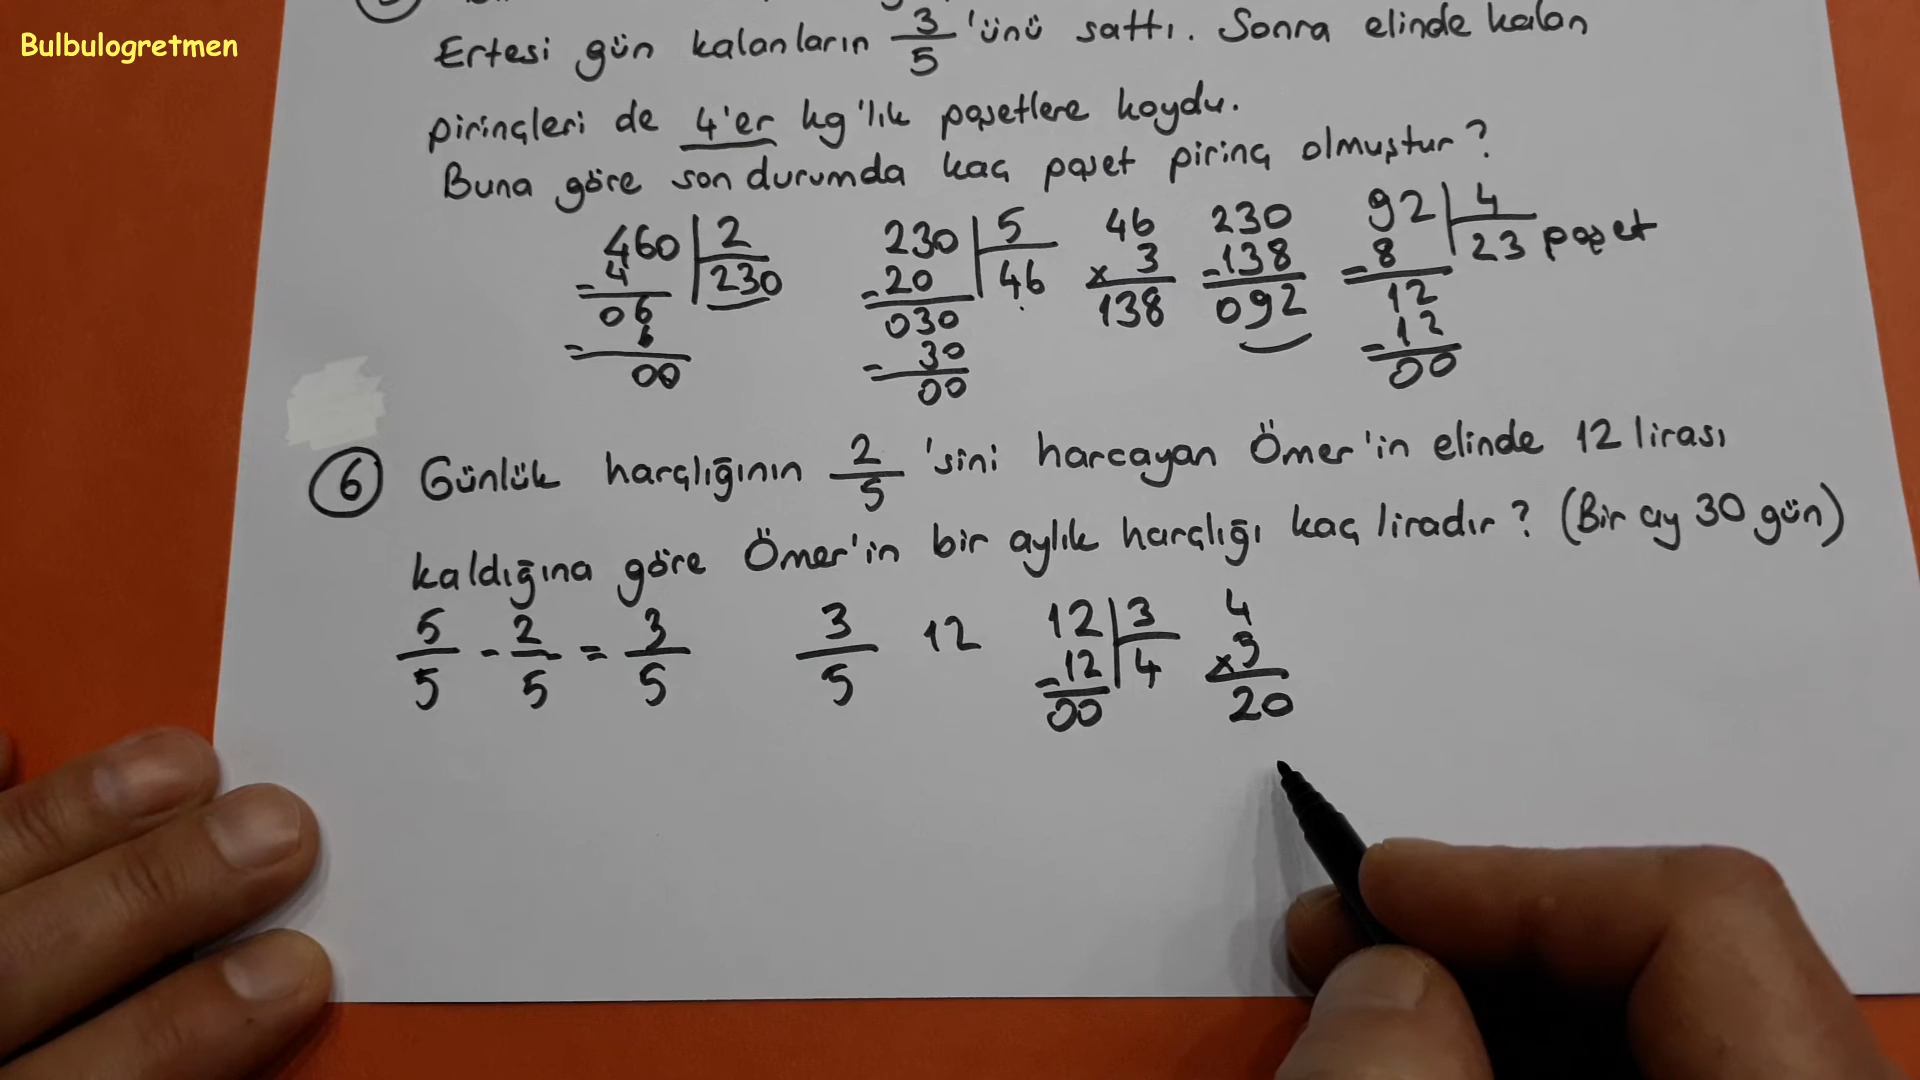 Bulbulogretmen
Ertesi gün kalanların 3/5 'ünü sattı. Sonra elinde kalan
pirinçleri de 4'er kg'lık poşetlere koydu.
Buna göre son durumda kaç poşet pirinç olmuştur?
460 | 2
- 4 | 230
06
- 6
00
230 | 5
- 20 | 46
030
- 30
00
46
x 3
138
230
- 138
092
92 | 4
- 8 | 23 poşet
12
- 12
00
6 Günlük harçlığının 2/5 'sini harcayan Ömer'in elinde 12 lirası
kaldığına göre Ömer'in bir aylık harçlığı kaç liradır? (Bir ay 30 gün)
5/5 - 2/5 = 3/5
3/5 12
12 | 3
- 12 | 4
00
4
x 5
20